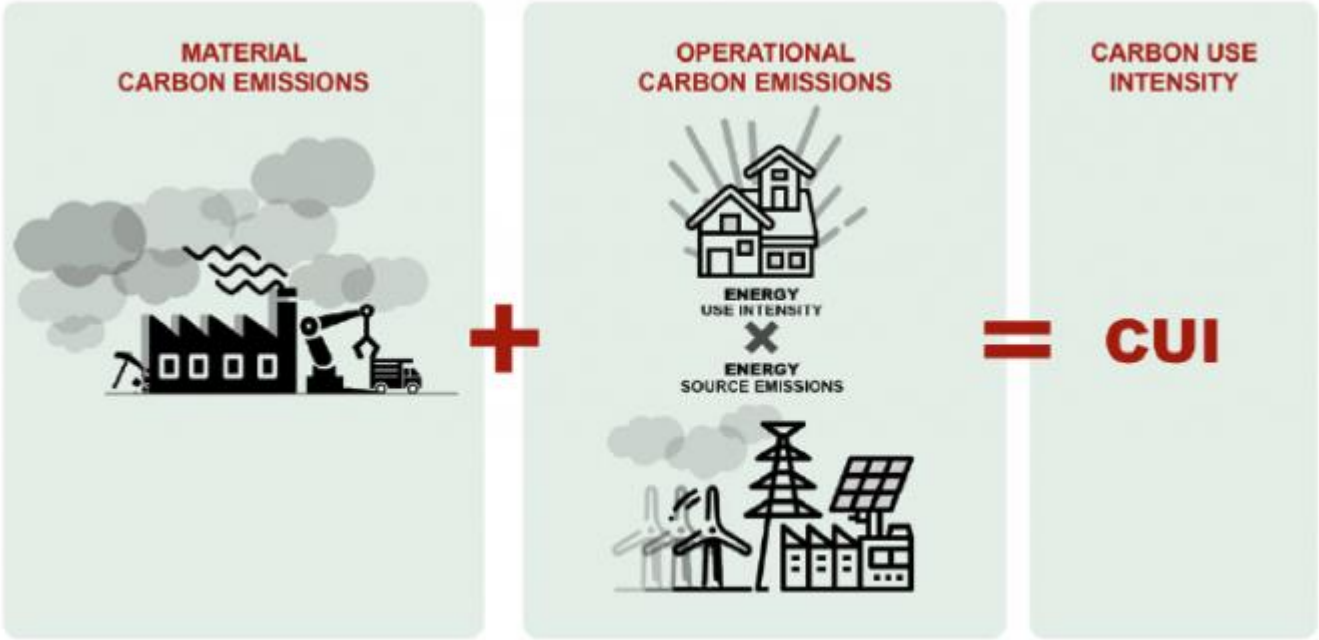 MATERIAL
CARBON EMISSIONS
+
OPERATIONAL
CARBON EMISSIONS
ENERGY
USE INTENSITY
×
ENERGY
SOURCE EMISSIONS
=
CARBON USE
INTENSITY
CUI